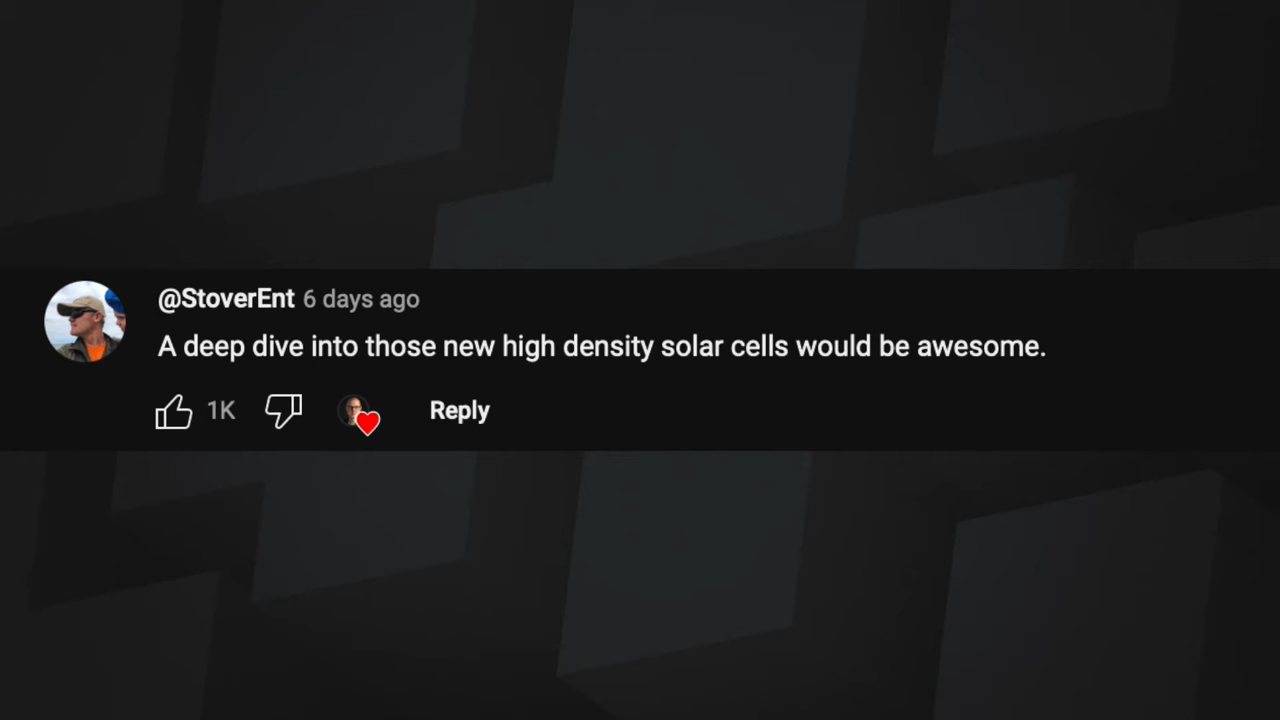 @StoverEnt 6 days ago
A deep dive into those new high density solar cells would be awesome.
1K Reply